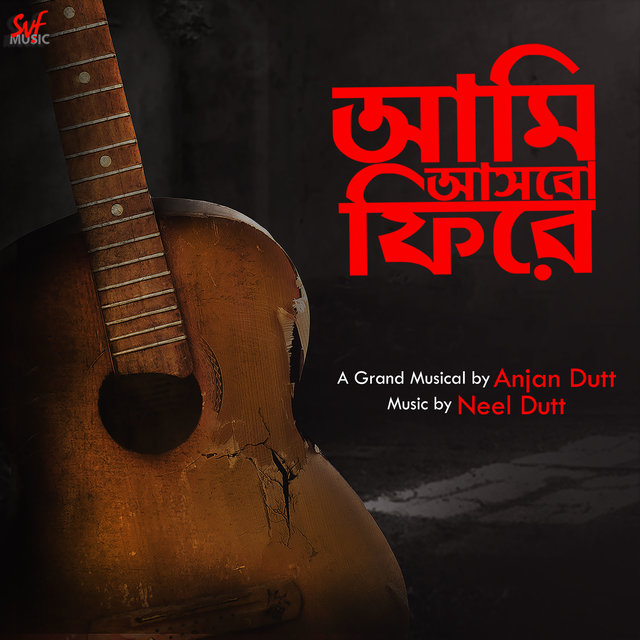 SVF
MUSIC
আমি
আসবো
ফিরে
A Grand Musical by Anjan Dutt
Music by Neel Dutt